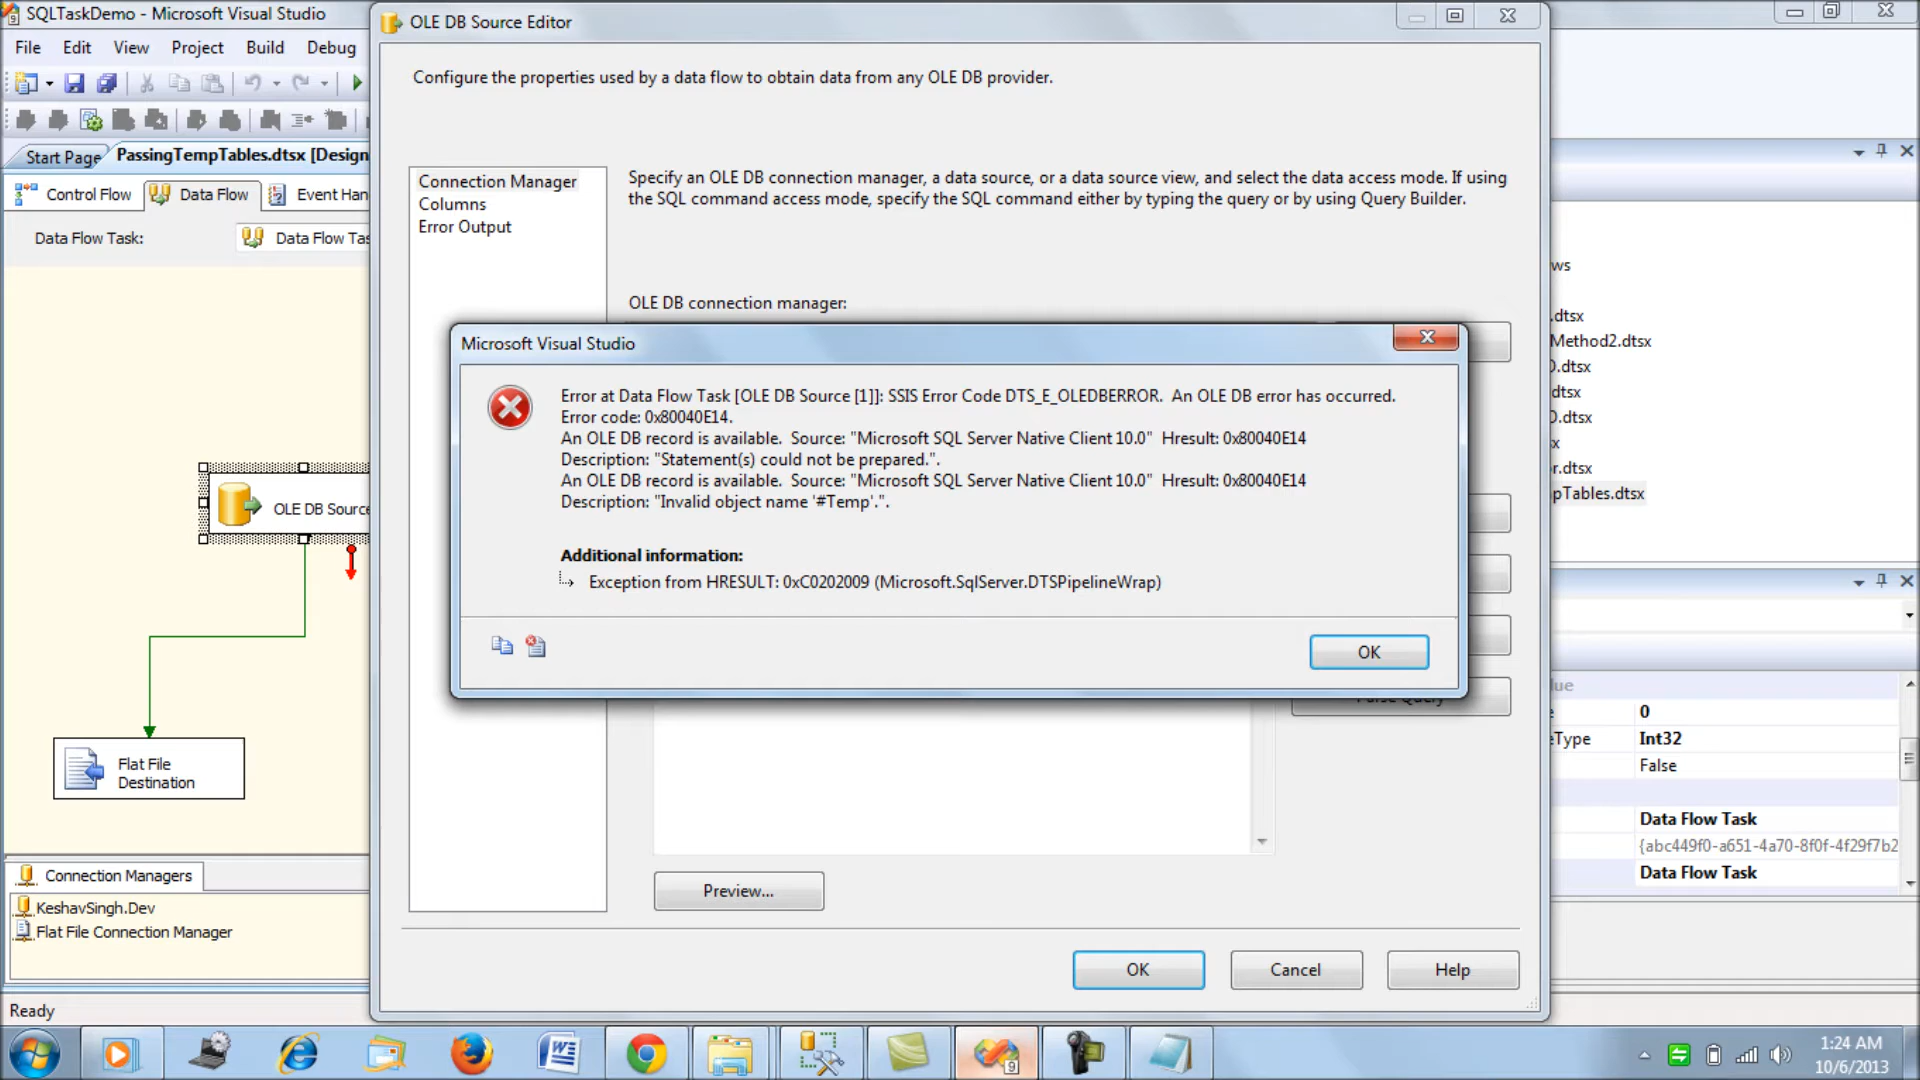 SQLTaskDemo - Microsoft Visual Studio
File Edit View Project Build Debug
Start Page PassingTempTables.dtsx [Design
Control Flow Data Flow Event Han
Data Flow Task: Data Flow Tas
OLE DB Source
Flat File
Destination
Connection Managers
KeshavSingh.Dev
Flat File Connection Manager
Ready
OLE DB Source Editor
Configure the properties used by a data flow to obtain data from any OLE DB provider.
Connection Manager
Columns
Error Output
Specify an OLE DB connection manager, a data source, or a data source view, and select the data access mode. If using
the SQL command access mode, specify the SQL command either by typing the query or by using Query Builder.
OLE DB connection manager:
Microsoft Visual Studio
Error at Data Flow Task [OLE DB Source [1]]: SSIS Error Code DTS_E_OLEDBERROR. An OLE DB error has occurred.
Error code: 0x80040E14.
An OLE DB record is available. Source: "Microsoft SQL Server Native Client 10.0" Hresult: 0x80040E14
Description: "Statement(s) could not be prepared.".
An OLE DB record is available. Source: "Microsoft SQL Server Native Client 10.0" Hresult: 0x80040E14
Description: "Invalid object name '#Temp'.".
Additional information:
Exception from HRESULT: 0xC0202009 (Microsoft.SqlServer.DTSPipelineWrap)
OK
Parse Query
Preview...
OK Cancel Help
ws
.dtsx
Method2.dtsx
D.dtsx
.dtsx
D.dtsx
x
r.dtsx
pTables.dtsx
lue
e 0
eType Int32
False
Data Flow Task
{abc449f0-a651-4a70-8f0f-4f29f7b2
Data Flow Task
1:24 AM
10/6/2013